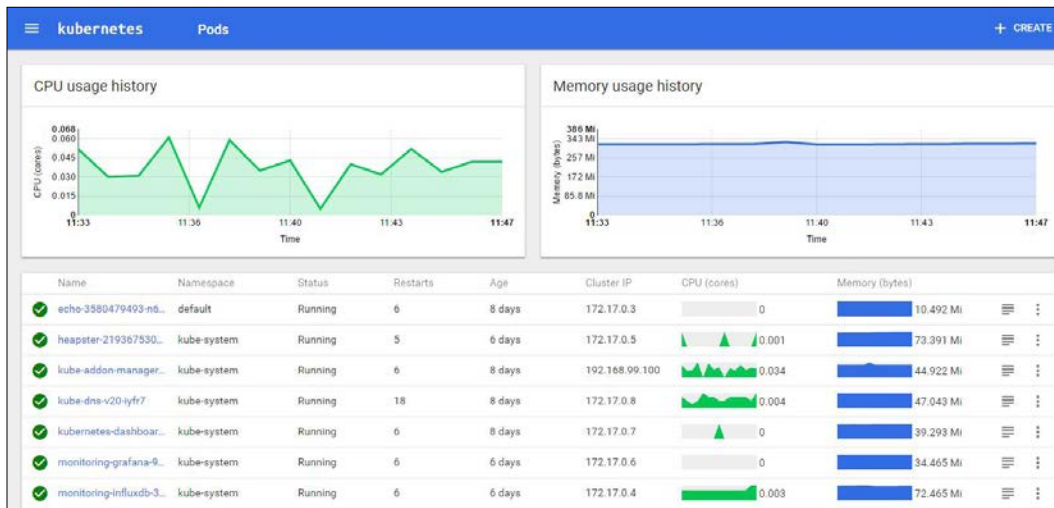 kubernetes Pods + CREATE
CPU usage history
0.068
0.060
0.045
0.030
0.015
0
CPU (cores)
11:33 11:36 11:40 11:43 11:47
Time
Memory usage history
386 Mi
343 Mi
257 Mi
172 Mi
85.8 Mi
0
Memory (bytes)
11:33 11:36 11:40 11:43 11:47
Time
Name Namespace Status Restarts Age Cluster IP CPU (cores) Memory (bytes)
echo-3580479493-n6... default Running 6 8 days 172.17.0.3 0 10.492 Mi
heapster-219367530... kube-system Running 5 6 days 172.17.0.5 0.001 73.391 Mi
kube-addon-manager... kube-system Running 6 8 days 192.168.99.100 0.034 44.922 Mi
kube-dns-v20-iyfr7 kube-system Running 18 8 days 172.17.0.8 0.004 47.043 Mi
kubernetes-dashboar... kube-system Running 6 8 days 172.17.0.7 0 39.293 Mi
monitoring-grafana-9... kube-system Running 6 6 days 172.17.0.6 0 34.465 Mi
monitoring-influxdb-3... kube-system Running 6 6 days 172.17.0.4 0.003 72.465 Mi